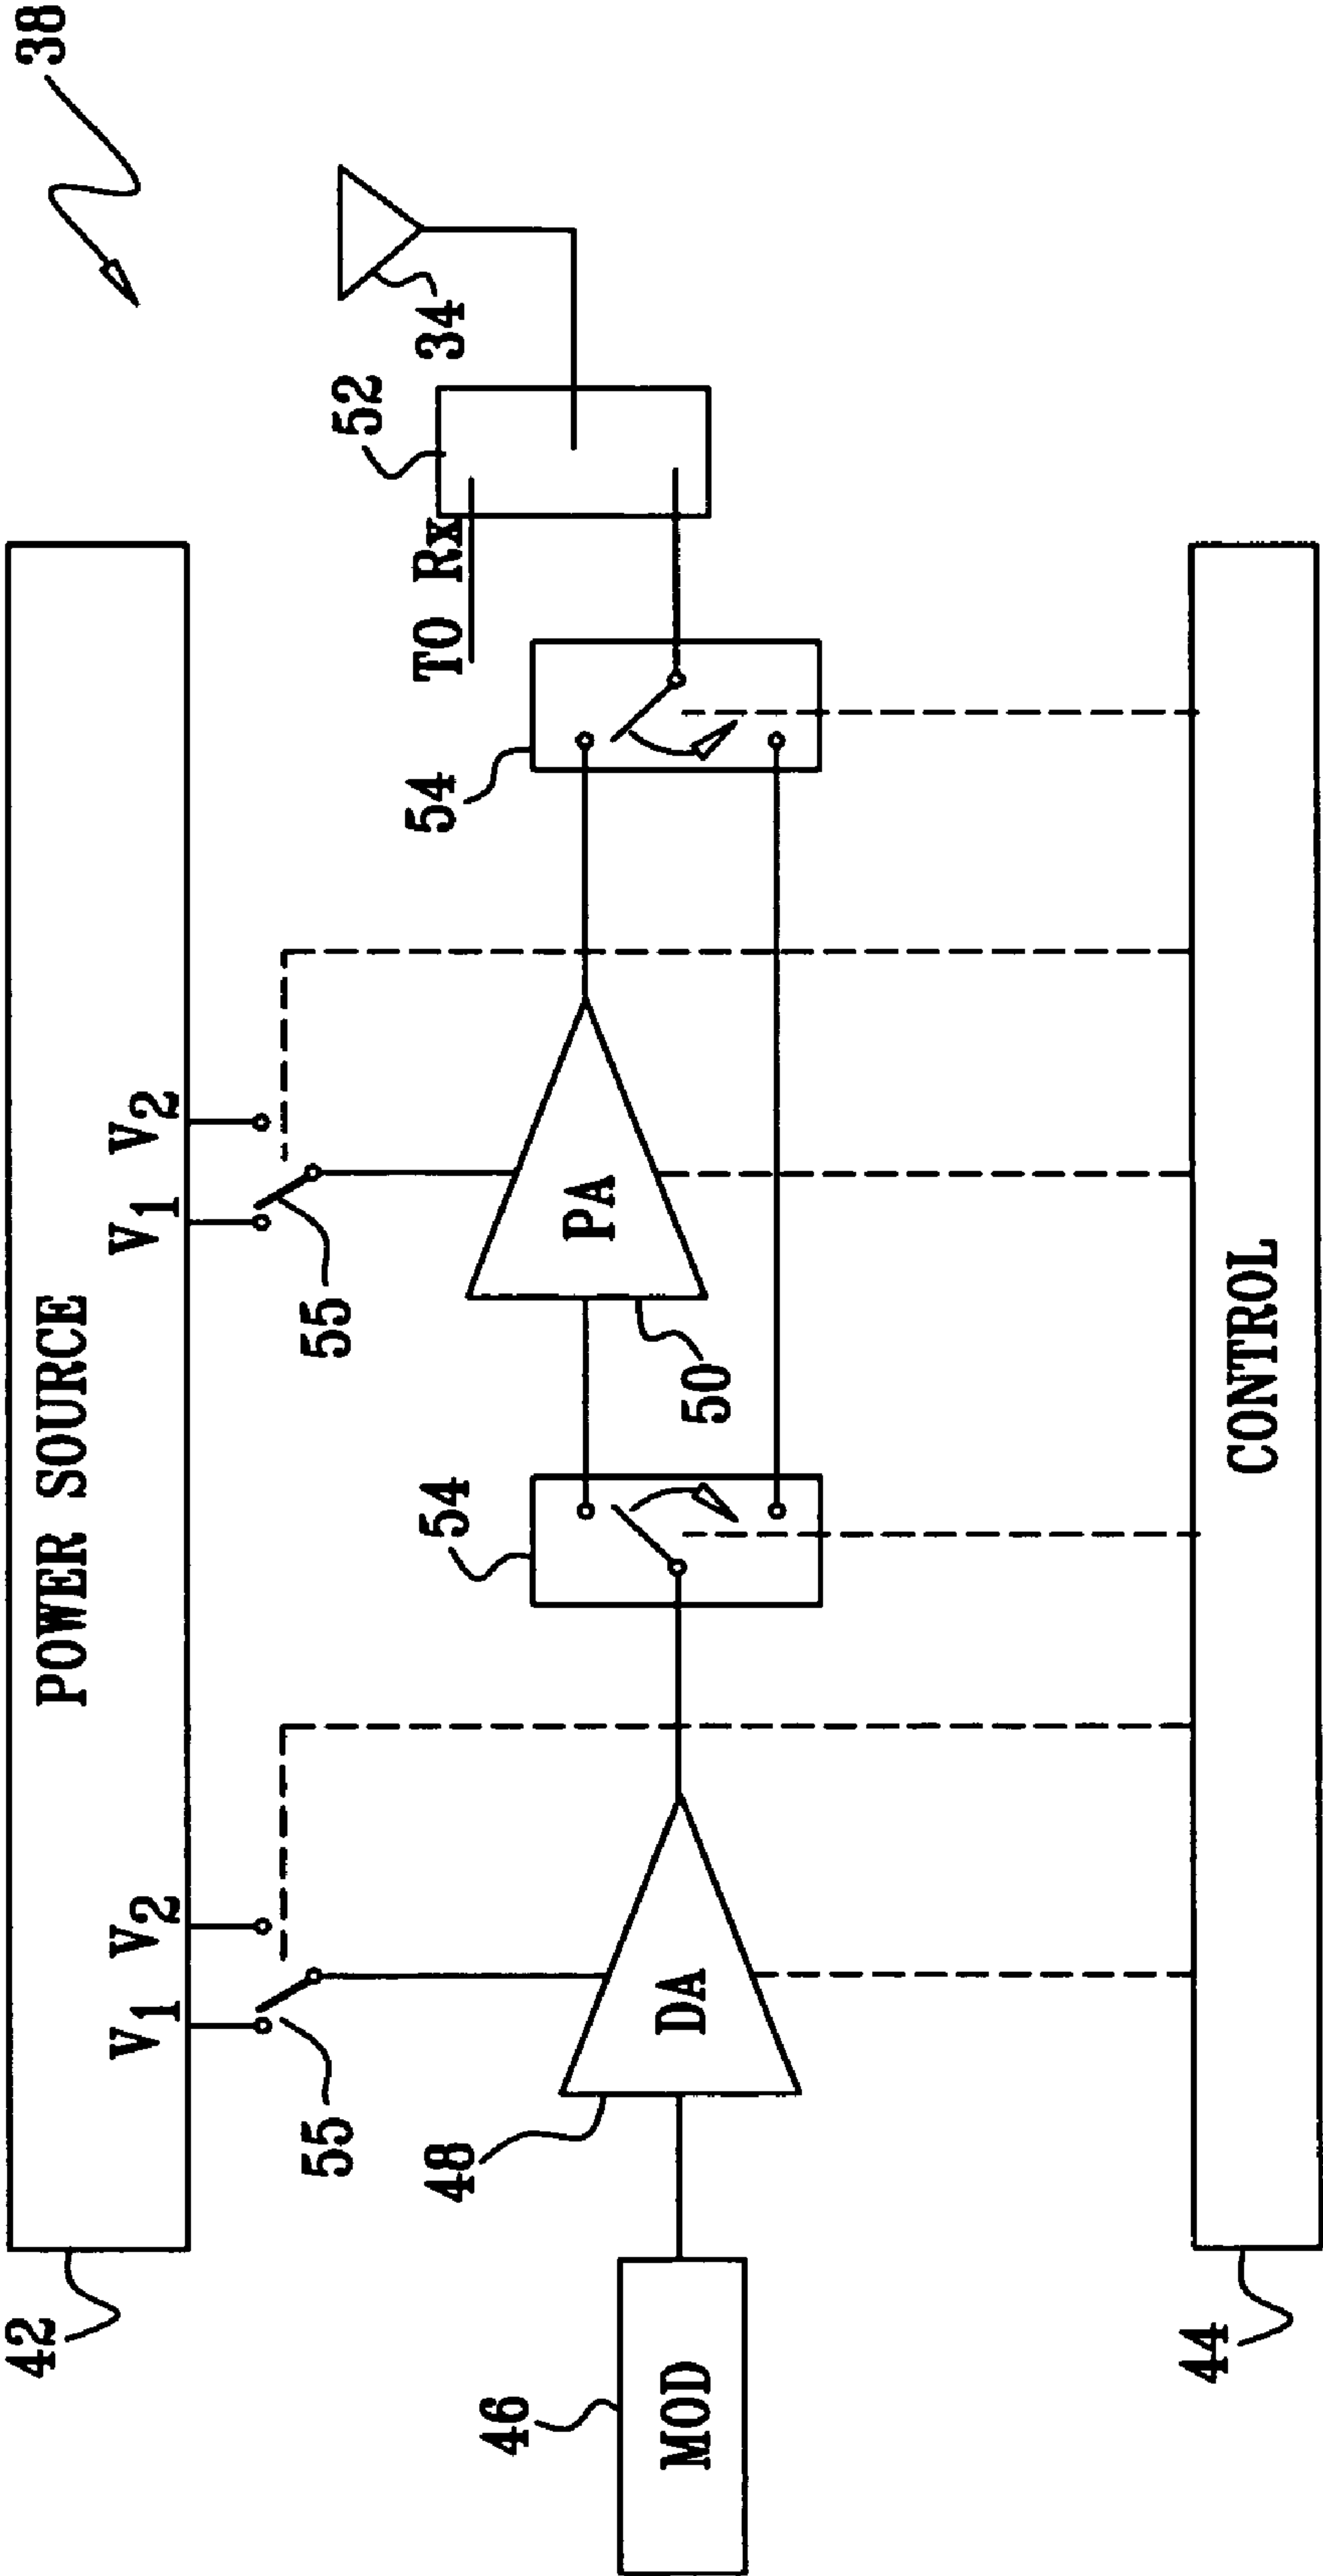 38
POWER SOURCE
42
V1 V2
V1 V2
55
55
34
52
TO Rx
54
54
PA
50
DA
48
MOD
46
CONTROL
44